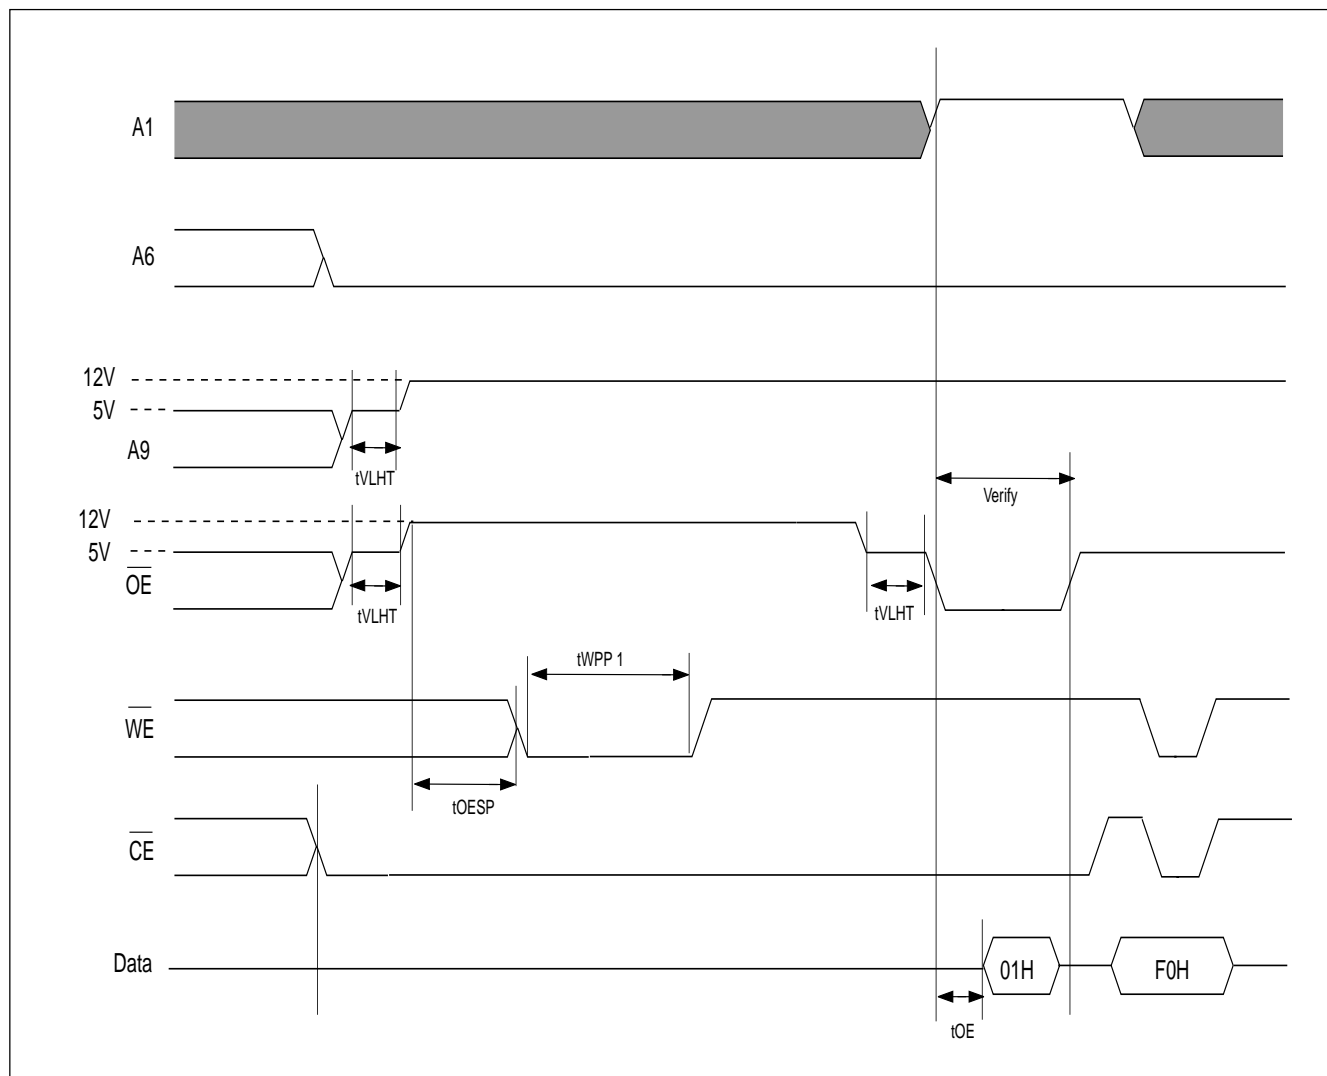 A1
A6
12V
5V
A9
tVLHT
Verify
12V
5V
OE
tVLHT
tVLHT
tWPP 1
WE
tOESP
CE
Data
01H
F0H
tOE